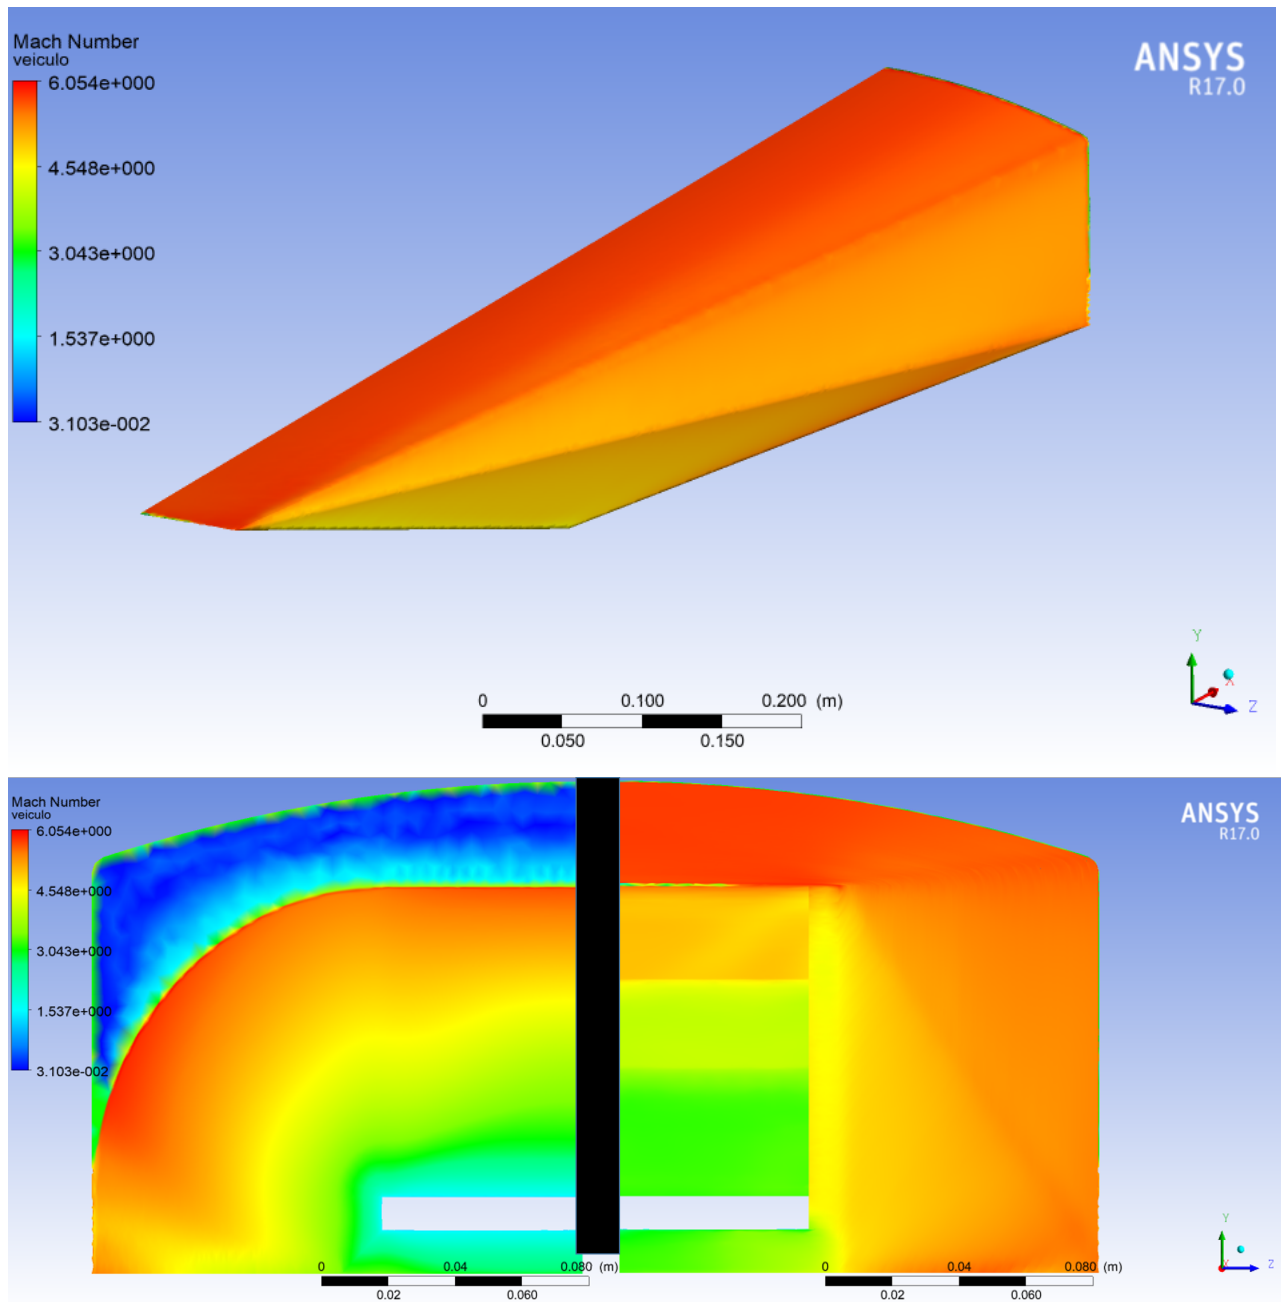 Mach Number
veiculo
6.054e+000
4.548e+000
3.043e+000
1.537e+000
3.103e-002
ANSYS
R17.0
Y
X
Z
0 0.100 0.200 (m)
0.050 0.150
Mach Number
veiculo
6.054e+000
4.548e+000
3.043e+000
1.537e+000
3.103e-002
ANSYS
R17.0
0 0.04 0.080 (m)
0.02 0.060
0 0.04 0.080 (m)
0.02 0.060
Y
X
Z